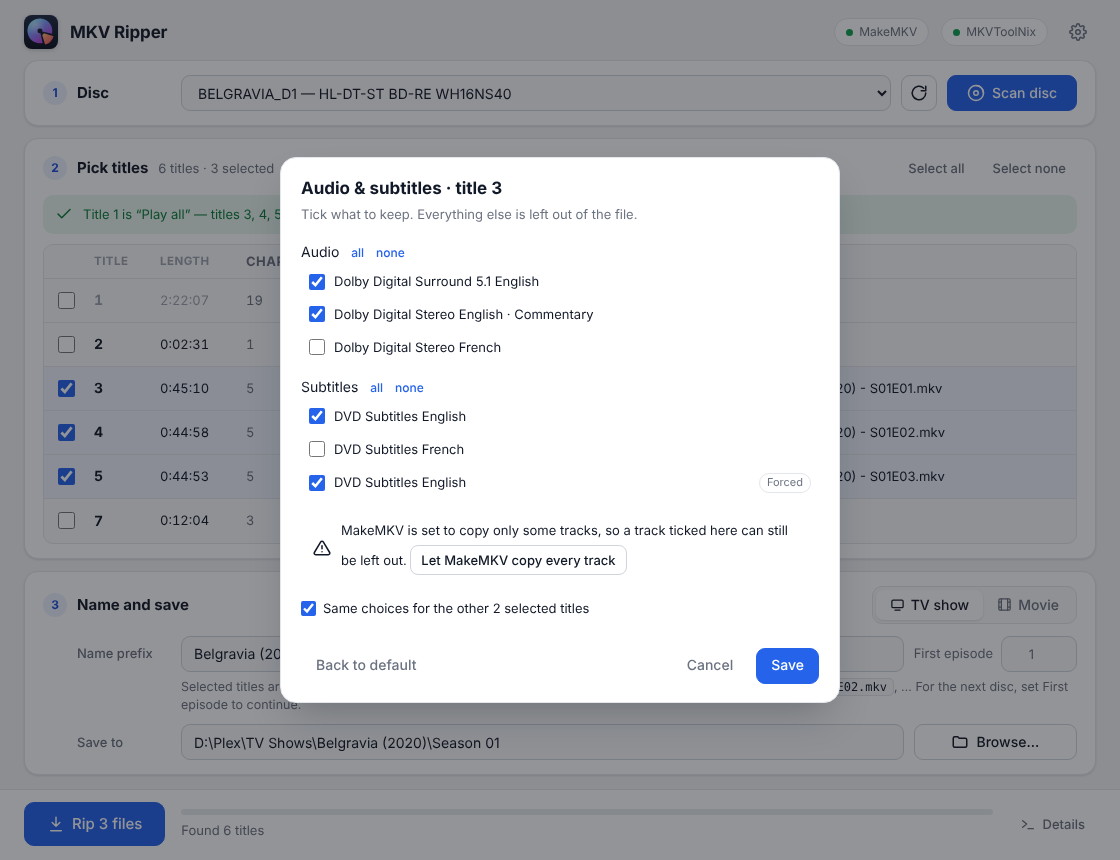 MKV Ripper
MakeMKV
MKVToolNix
1
Disc
BELGRAVIA_D1 — HL-DT-ST BD-RE WH16NS40
Scan disc
2
Pick titles
6 titles · 3 selected
Select all
Select none
Title 1 is “Play all” — titles 3, 4, 5
TITLE LENGTH CHAP
1 2:22:07 19
2 0:02:31 1
3 0:45:10 5 20) - S01E01.mkv
4 0:44:58 5 20) - S01E02.mkv
5 0:44:53 5 20) - S01E03.mkv
7 0:12:04 3
Audio & subtitles · title 3
Tick what to keep. Everything else is left out of the file.
Audio all none
Dolby Digital Surround 5.1 English
Dolby Digital Stereo English · Commentary
Dolby Digital Stereo French
Subtitles all none
DVD Subtitles English
DVD Subtitles French
DVD Subtitles English Forced
MakeMKV is set to copy only some tracks, so a track ticked here can still
be left out. Let MakeMKV copy every track
Same choices for the other 2 selected titles
Back to default
Cancel
Save
3
Name and save
TV show
Movie
Name prefix
Belgravia (20
First episode
1
Selected titles ar E02.mkv , … For the next disc, set First
episode to continue.
Save to
D:\Plex\TV Shows\Belgravia (2020)\Season 01
Browse...
Rip 3 files
Found 6 titles
Details